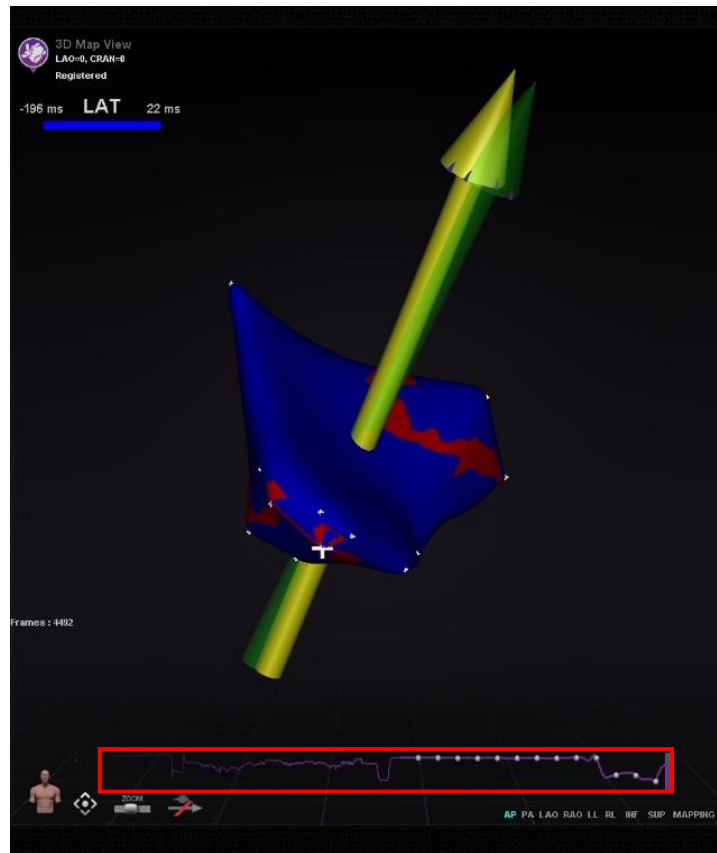 3D Map View
LAO=0, CRAN=0
Registered
-196 ms LAT 22 ms
Frames : 4492
ZOOM
AP PA LAO RAO LL RL INF SUP MAPPING